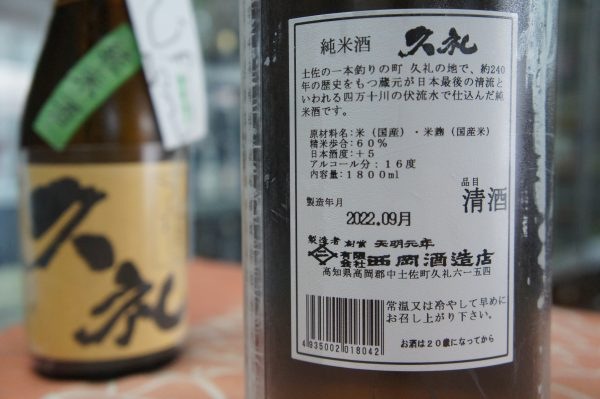 久礼
純米酒 久礼
土佐の一本釣りの町 久礼の地で、約240
年の歴史をもつ蔵元が日本最後の清流と
いわれる四万十川の伏流水で仕込んだ純
米酒です。
原材料名:米(国産)・米麹(国産米)
精米歩合:60%
日本酒度:+5
アルコール分:16度
内容量:1800ml
品目
清酒
製造年月
2022.09月
製造者 創業 天明元年
有限会社 西岡酒造店
高知県高岡郡中土佐町久礼六一五四
常温又は冷やして早めに
お召し上がり下さい。
4935002018042
お酒は20歳になってから